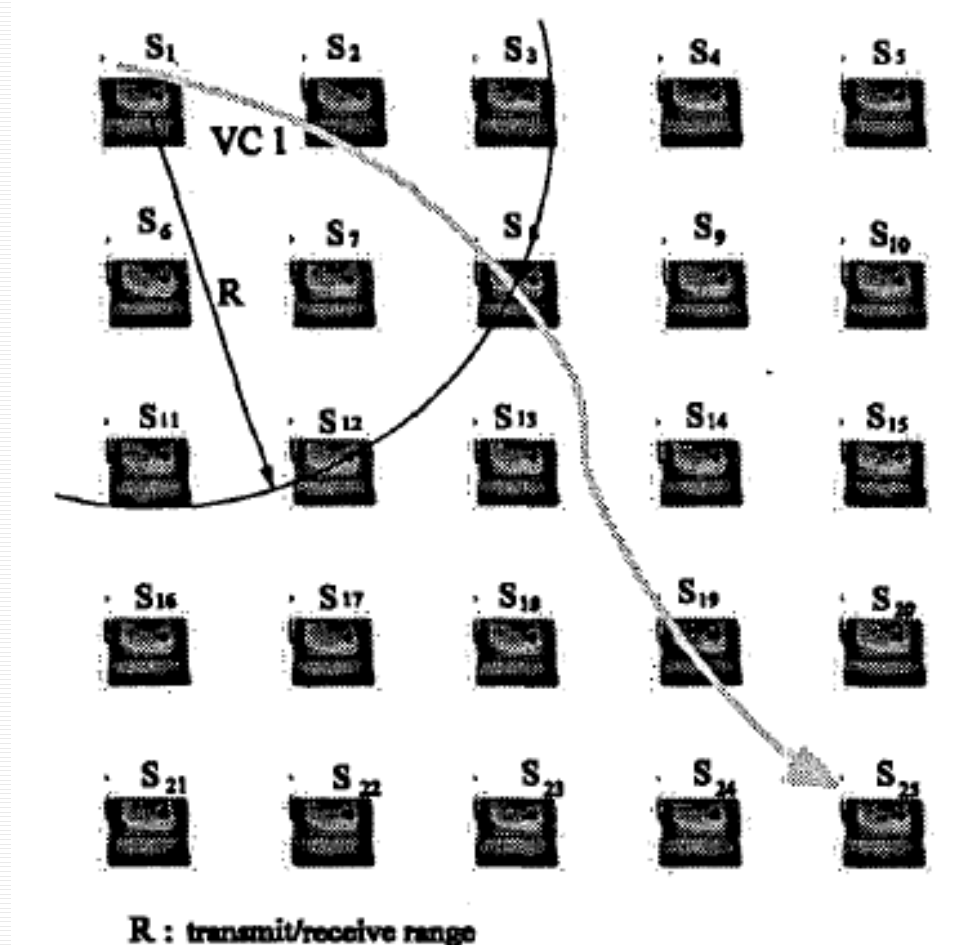 S1 S2 S3 S4 S5
VC 1
S6 S7 S S9 S10
R
S11 S12 S13 S14 S15
S16 S17 S18 S19 S20
S21 S22 S23 S24 S25
R : transmit/receive range